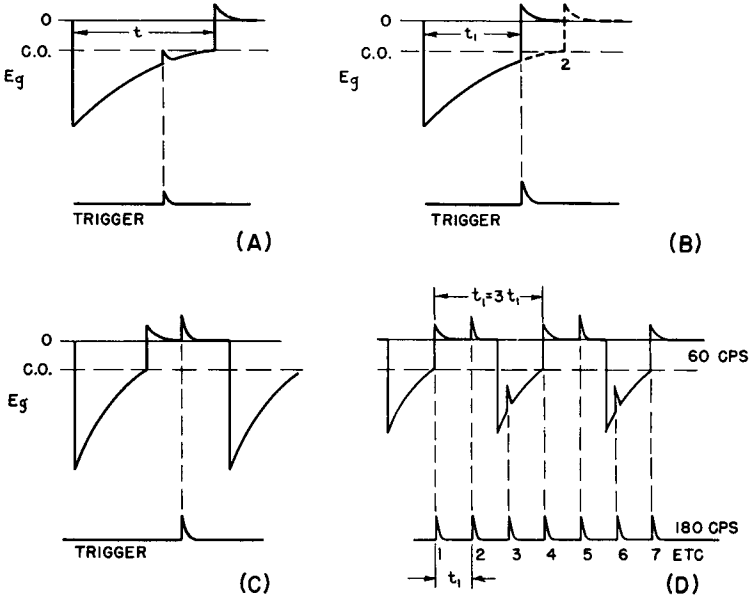 0
t
C.O.
Eg
TRIGGER
(A)
0
t₁
C.O.
2
Eg
TRIGGER
(B)
0
C.O.
Eg
TRIGGER
(C)
t₁=3t₁
60 CPS
180 CPS
1 2 3 4 5 6 7 ETC
t₁
(D)